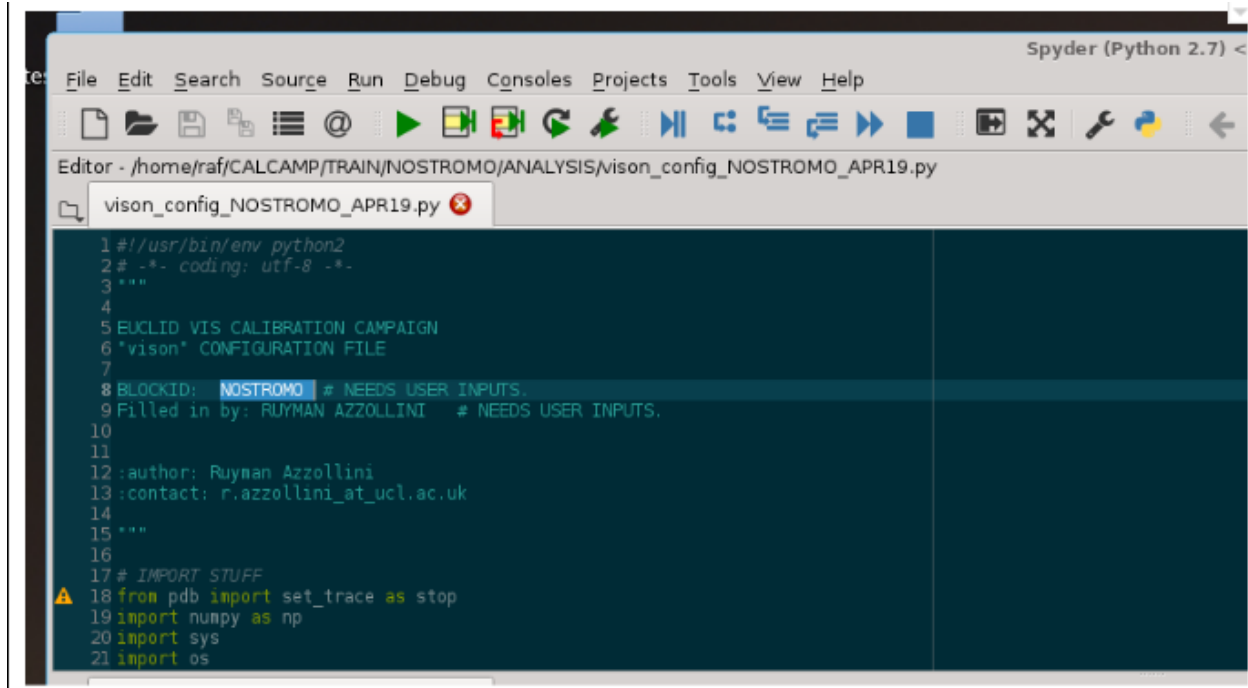 tes
Spyder (Python 2.7) <
File Edit Search Source Run Debug Consoles Projects Tools View Help
@
Editor - /home/raf/CALCAMP/TRAIN/NOSTROMO/ANALYSIS/vison_config_NOSTROMO_APR19.py
vison_config_NOSTROMO_APR19.py
1 #!/usr/bin/env python2
2 # -*- coding: utf-8 -*-
3 """
4
5 EUCLID VIS CALIBRATION CAMPAIGN
6 "vison" CONFIGURATION FILE
7
8 BLOCKID:  NOSTROMO  # NEEDS USER INPUTS.
9 Filled in by: RUYMAN AZZOLLINI   # NEEDS USER INPUTS.
10
11
12 :author: Ruyman Azzollini
13 :contact: r.azzollini_at_ucl.ac.uk
14
15 """
16
17 # IMPORT STUFF
18 from pdb import set_trace as stop
19 import numpy as np
20 import sys
21 import os